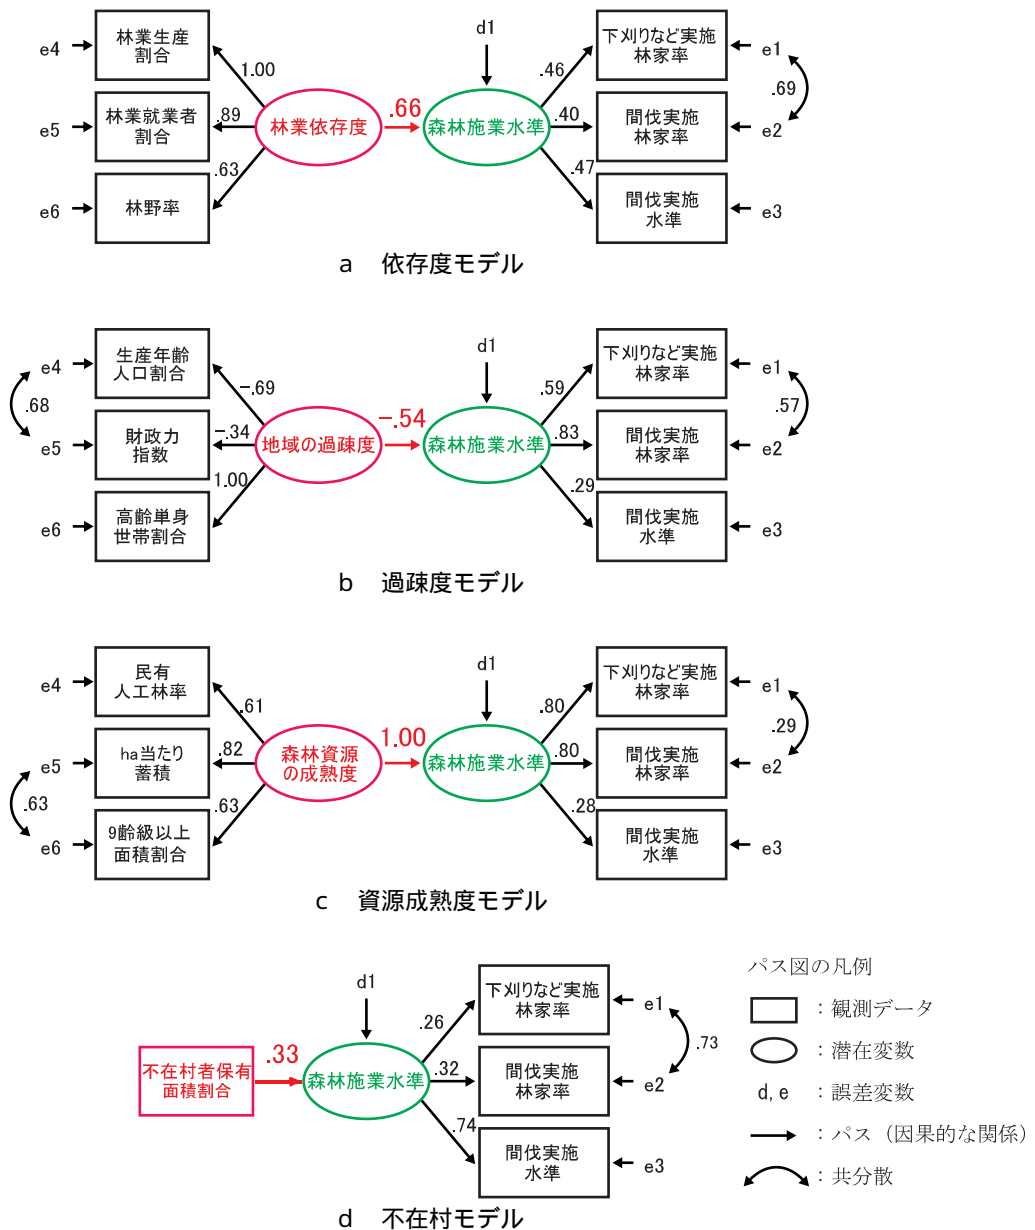 林業生産
割合
e4
1.00
林業就業者
割合
e5
.89
林野率
e6
.63
林業依存度
.66
d1
森林施業水準
.46
.40
.47
下刈りなど実施
林家率
e1
.69
間伐実施
林家率
e2
間伐実施
水準
e3
a 依存度モデル
生産年齢
人口割合
e4
.68
-.69
財政力
指数
e5
-.34
高齢単身
世帯割合
e6
1.00
地域の過疎度
-.54
d1
森林施業水準
.59
.83
.29
下刈りなど実施
林家率
e1
.57
間伐実施
林家率
e2
間伐実施
水準
e3
b 過疎度モデル
民有
人工林率
e4
.61
ha当たり
蓄積
e5
.82
.63
9齢級以上
面積割合
e6
.63
森林資源
の成熟度
1.00
d1
森林施業水準
.80
.80
.28
下刈りなど実施
林家率
e1
.29
間伐実施
林家率
e2
間伐実施
水準
e3
c 資源成熟度モデル
不在村者保有
面積割合
.33
d1
森林施業水準
.26
.32
.74
下刈りなど実施
林家率
e1
.73
間伐実施
林家率
e2
間伐実施
水準
e3
d 不在村モデル
パス図の凡例
：観測データ
：潜在変数
d, e ：誤差変数
：パス（因果的な関係）
：共分散